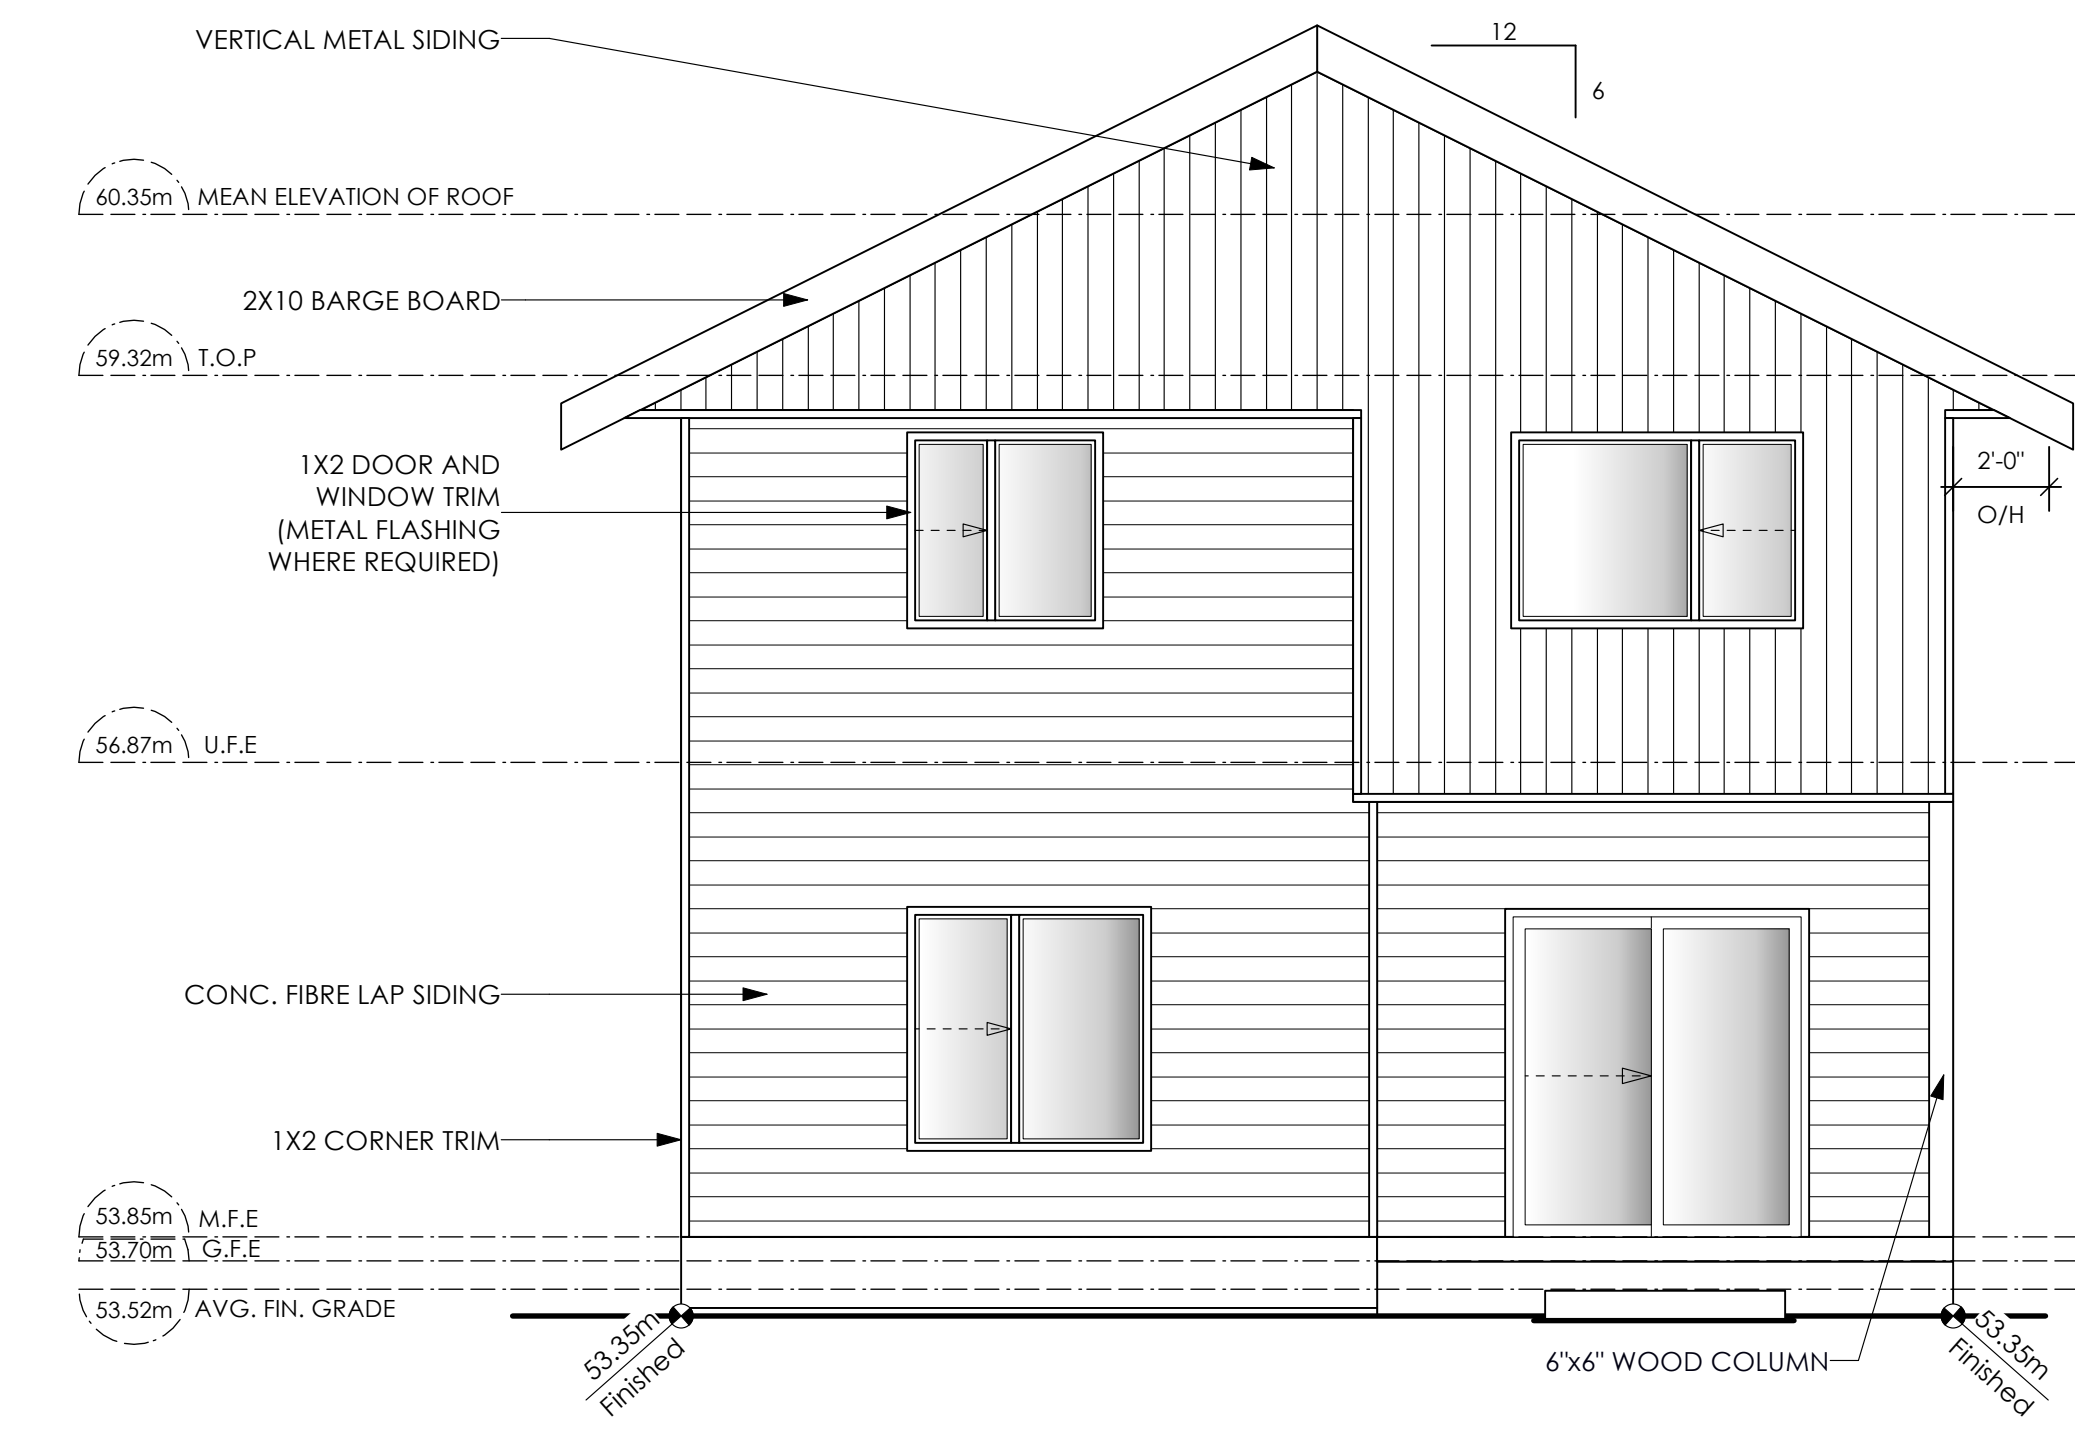 VERTICAL METAL SIDING
12
6
60.35m MEAN ELEVATION OF ROOF
2X10 BARGE BOARD
59.32m T.O.P
1X2 DOOR AND
WINDOW TRIM
(METAL FLASHING
WHERE REQUIRED)
2'-0"
O/H
56.87m U.F.E
CONC. FIBRE LAP SIDING
1X2 CORNER TRIM
53.85m M.F.E
53.70m G.F.E
53.52m AVG. FIN. GRADE
53.35m
Finished
6"x6" WOOD COLUMN
53.35m
Finished